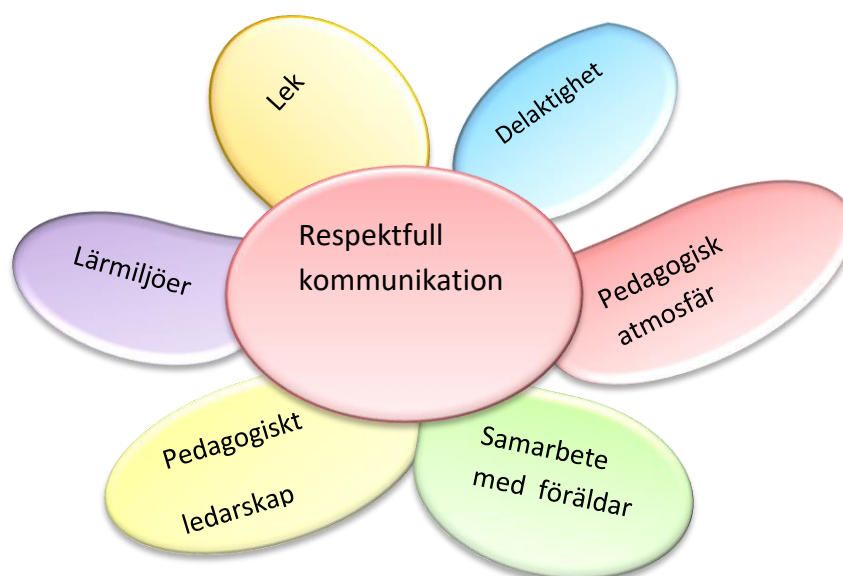 Lek
Delaktighet
Respektfull
kommunikation
Lärmiljöer
Pedagogisk
atmosfär
Pedagogiskt
ledarskap
Samarbete
med föräldar